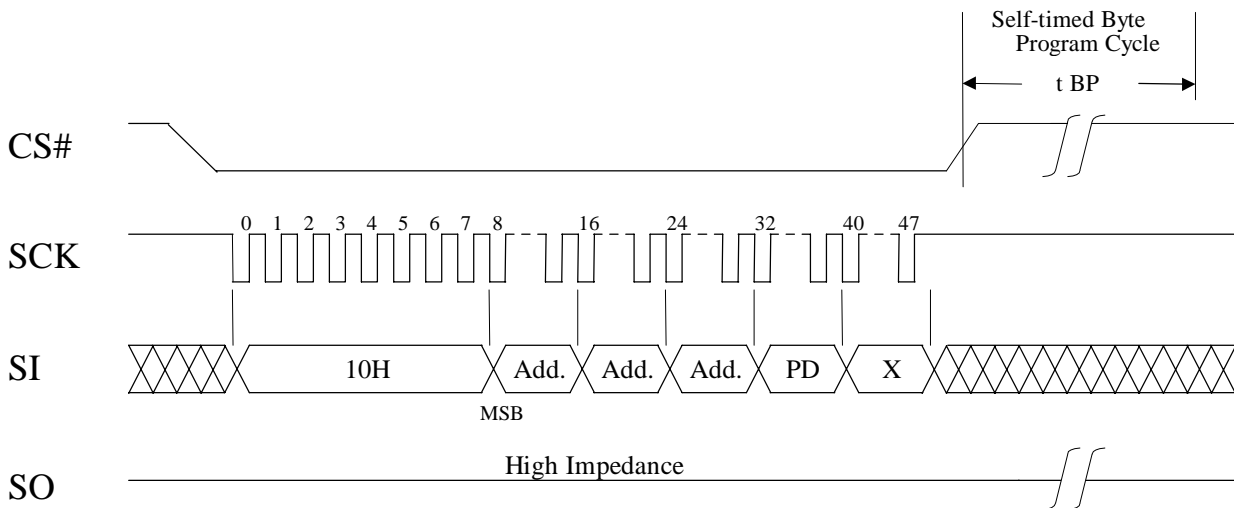 Self-timed Byte
Program Cycle
t BP
CS#
0 1 2 3 4 5 6 7 8 16 24 32 40 47
SCK
SI 10H Add. Add. Add. PD X
MSB
High Impedance
SO